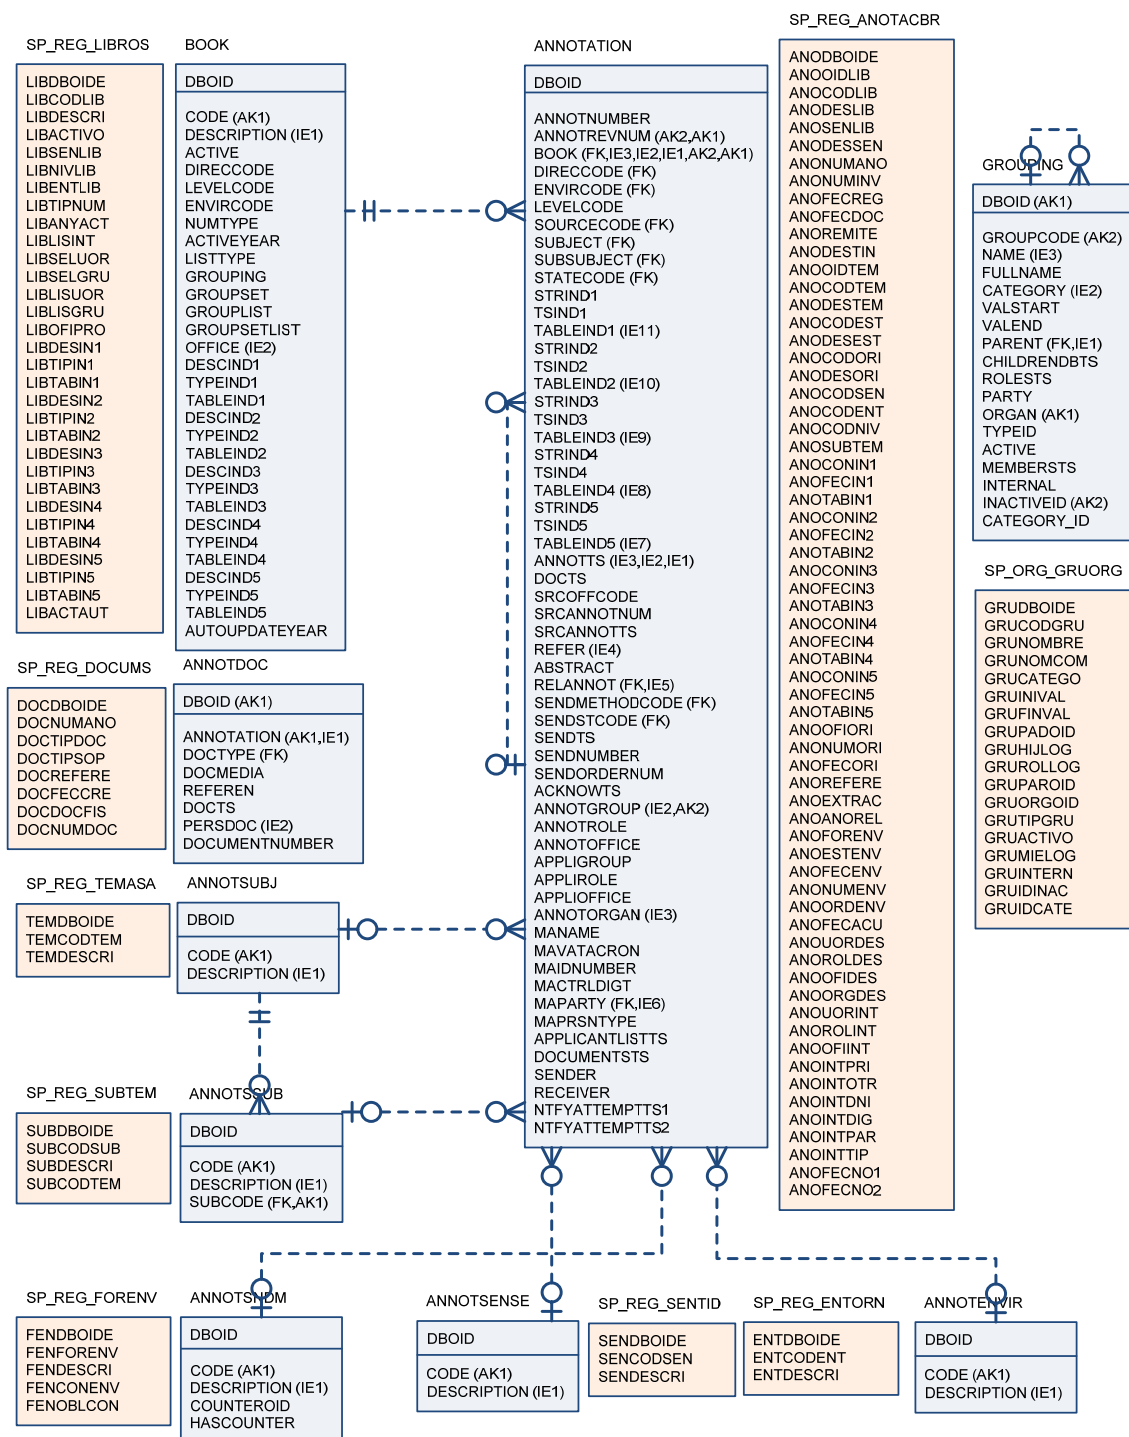 SP_REG_LIBROS
LIBDBOIDE
LIBCODLIB
LIBDESCRI
LIBACTIVO
LIBSENLIB
LIBNIVLIB
LIBENTLIB
LIBTIPNUM
LIBANYACT
LIBLISINT
LIBSELUOR
LIBSELGRU
LIBLISUOR
LIBLISGRU
LIBOFIPRO
LIBDESIN1
LIBTIPIN1
LIBTABIN1
LIBDESIN2
LIBTIPIN2
LIBTABIN2
LIBDESIN3
LIBTIPIN3
LIBTABIN3
LIBDESIN4
LIBTIPIN4
LIBTABIN4
LIBDESIN5
LIBTIPIN5
LIBTABIN5
LIBACTAUT
BOOK
DBOID
CODE (AK1)
DESCRIPTION (IE1)
ACTIVE
DIRECCODE
LEVELCODE
ENVIRCODE
NUMTYPE
ACTIVEYEAR
LISTTYPE
GROUPING
GROUPSET
GROUPLIST
GROUPSETLIST
OFFICE (IE2)
DESCIND1
TYPEIND1
TABLEIND1
DESCIND2
TYPEIND2
TABLEIND2
DESCIND3
TYPEIND3
TABLEIND3
DESCIND4
TYPEIND4
TABLEIND4
DESCIND5
TYPEIND5
TABLEIND5
AUTOUPDATEYEAR
SP_REG_DOCUMS
DOCDBOIDE
DOCNUMANO
DOCTIPDOC
DOCTIPSOP
DOCREFERE
DOCFECCRE
DOCDOCFIS
DOCNUMDOC
ANNOTDOC
DBOID (AK1)
ANNOTATION (AK1,IE1)
DOCTYPE (FK)
DOCMEDIA
REFEREN
DOCTS
PERSDOC (IE2)
DOCUMENTNUMBER
SP_REG_TEMASA
TEMDBOIDE
TEMCODTEM
TEMDESCRI
ANNOTSUBJ
DBOID
CODE (AK1)
DESCRIPTION (IE1)
SP_REG_SUBTEM
SUBDBOIDE
SUBCODSUB
SUBDESCRI
SUBCODTEM
ANNOTSSUB
DBOID
CODE (AK1)
DESCRIPTION (IE1)
SUBCODE (FK,AK1)
SP_REG_FORENV
FENDBOIDE
FENFORENV
FENDESCRI
FENCONENV
FENOBLCON
ANNOTSNDM
DBOID
CODE (AK1)
DESCRIPTION (IE1)
COUNTEROID
HASCOUNTER
ANNOTATION
DBOID
ANNOTNUMBER
ANNOTREVNUM (AK2,AK1)
BOOK (FK,IE3,IE2,IE1,AK2,AK1)
DIRECCODE (FK)
ENVIRCODE (FK)
LEVELCODE
SOURCECODE (FK)
SUBJECT (FK)
SUBSUBJECT (FK)
STATECODE (FK)
STRIND1
TSIND1
TABLEIND1 (IE11)
STRIND2
TSIND2
TABLEIND2 (IE10)
STRIND3
TSIND3
TABLEIND3 (IE9)
STRIND4
TSIND4
TABLEIND4 (IE8)
STRIND5
TSIND5
TABLEIND5 (IE7)
ANNOTTS (IE3,IE2,IE1)
DOCTS
SRCOFFCODE
SRCANNOTNUM
SRCANNOTTS
REFER (IE4)
ABSTRACT
RELANNOT (FK,IE5)
SENDMETHODCODE (FK)
SENDSTCODE (FK)
SENDTS
SENDNUMBER
SENDORDERNUM
ACKNOWTS
ANNOTGROUP (IE2,AK2)
ANNOTROLE
ANNOTOFFICE
APPLIGROUP
APPLIROLE
APPLIOFFICE
ANNOTORGAN (IE3)
MANAME
MAVATACRON
MAIDNUMBER
MACTRLDIGT
MAPARTY (FK,IE6)
MAPRSNTYPE
APPLICANTLISTTS
DOCUMENTSTS
SENDER
RECEIVER
NTFYATTEMPTTS1
NTFYATTEMPTTS2
ANNOTSENSE
DBOID
CODE (AK1)
DESCRIPTION (IE1)
SP_REG_SENTID
SENDBOIDE
SENCODSEN
SENDESCRI
SP_REG_ENTORN
ENTDBOIDE
ENTCODENT
ENTDESCRI
ANNOTENVIR
DBOID
CODE (AK1)
DESCRIPTION (IE1)
SP_REG_ANOTACBR
ANODBOIDE
ANOOIDLIB
ANOCODLIB
ANODESLIB
ANOSENLIB
ANODESSEN
ANONUMANO
ANONUMINV
ANOFECREG
ANOFECDOC
ANOREMITE
ANODESTIN
ANOOIDTEM
ANOCODTEM
ANODESTEM
ANOCODEST
ANODESEST
ANOCODORI
ANODESORI
ANOCODSEN
ANOCODENT
ANOCODNIV
ANOSUBTEM
ANOCONIN1
ANOFECIN1
ANOTABIN1
ANOCONIN2
ANOFECIN2
ANOTABIN2
ANOCONIN3
ANOFECIN3
ANOTABIN3
ANOCONIN4
ANOFECIN4
ANOTABIN4
ANOCONIN5
ANOFECIN5
ANOTABIN5
ANOOFIORI
ANONUMORI
ANOFECORI
ANOREFERE
ANOEXTRAC
ANOANOREL
ANOFORENV
ANOESTENV
ANOFECENV
ANONUMENV
ANOORDENV
ANOFECACU
ANOUORDES
ANOROLDES
ANOOFIDES
ANOORGDES
ANOUORINT
ANOROLINT
ANOOFIINT
ANOINTPRI
ANOINTOTR
ANOINTDNI
ANOINTDIG
ANOINTPAR
ANOINTTIP
ANOFECNO1
ANOFECNO2
GROUPING
DBOID (AK1)
GROUPCODE (AK2)
NAME (IE3)
FULLNAME
CATEGORY (IE2)
VALSTART
VALEND
PARENT (FK,IE1)
CHILDRENDBTS
ROLESTS
PARTY
ORGAN (AK1)
TYPEID
ACTIVE
MEMBERSTS
INTERNAL
INACTIVEID (AK2)
CATEGORY_ID
SP_ORG_GRUORG
GRUDBOIDE
GRUCODGRU
GRUNOMBRE
GRUNOMCOM
GRUCATEGO
GRUINIVAL
GRUFINVAL
GRUPADOID
GRUHIJLOG
GRUROLLOG
GRUPAROID
GRUORGOID
GRUTIPGRU
GRUACTIVO
GRUMIELOG
GRUINTERN
GRUIDINAC
GRUIDCATE